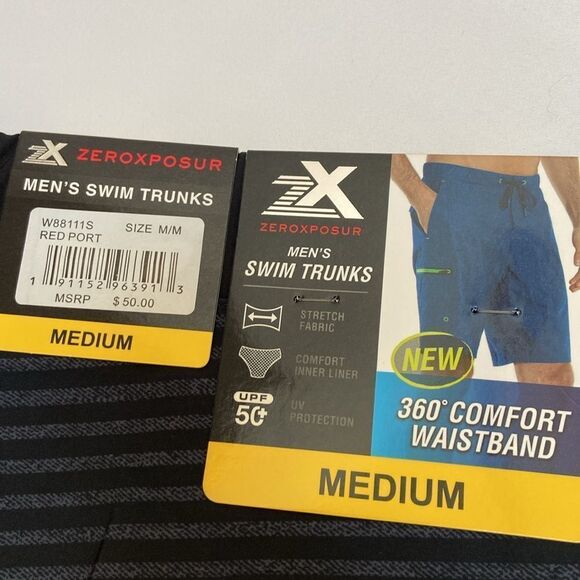 ZX ZEROXPOSUR
MEN'S SWIM TRUNKS
W88111S SIZE M/M
RED PORT
1 91152 96391 3
MSRP $ 50.00
MEDIUM
ZX
ZEROXPOSUR
MEN'S
SWIM TRUNKS
STRETCH
FABRIC
COMFORT
INNER LINER
UPF
50+
UV
PROTECTION
NEW
360° COMFORT
WAISTBAND
MEDIUM